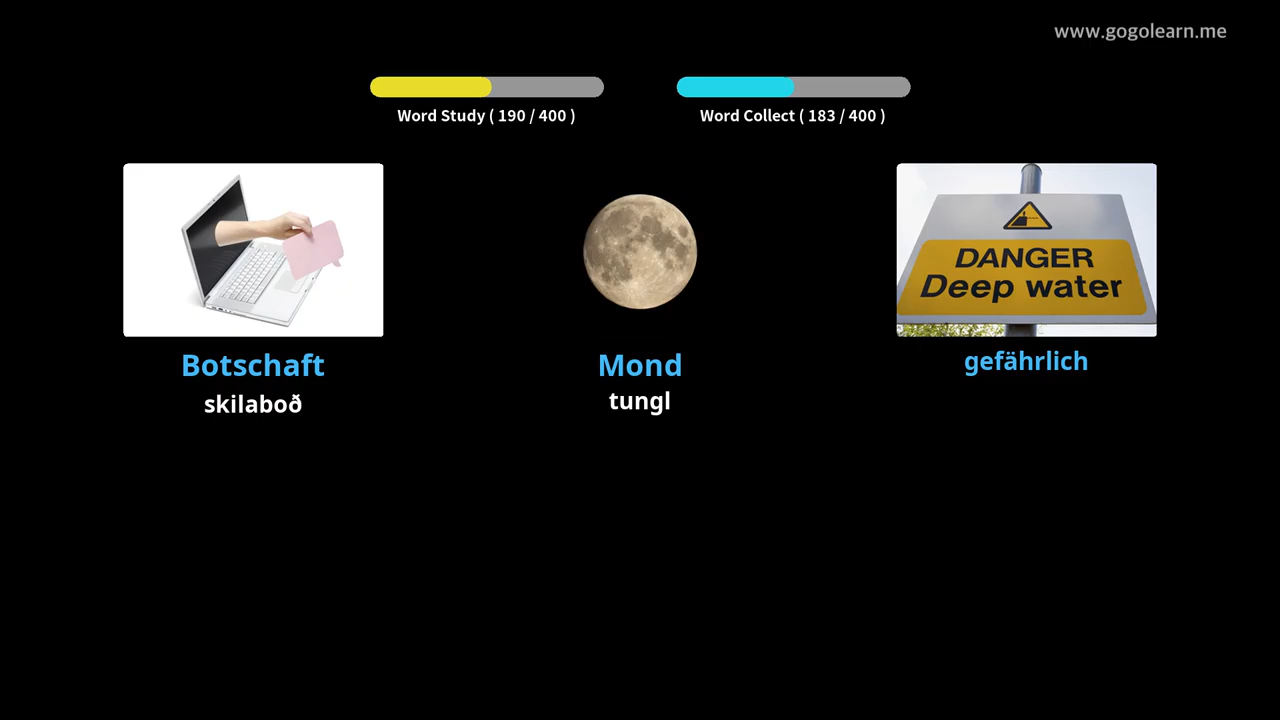 www.gogolearn.me
Word Study ( 190 / 400 )
Word Collect ( 183 / 400 )
DANGER
Deep water
Botschaft
skilaboð
Mond
tungl
gefährlich